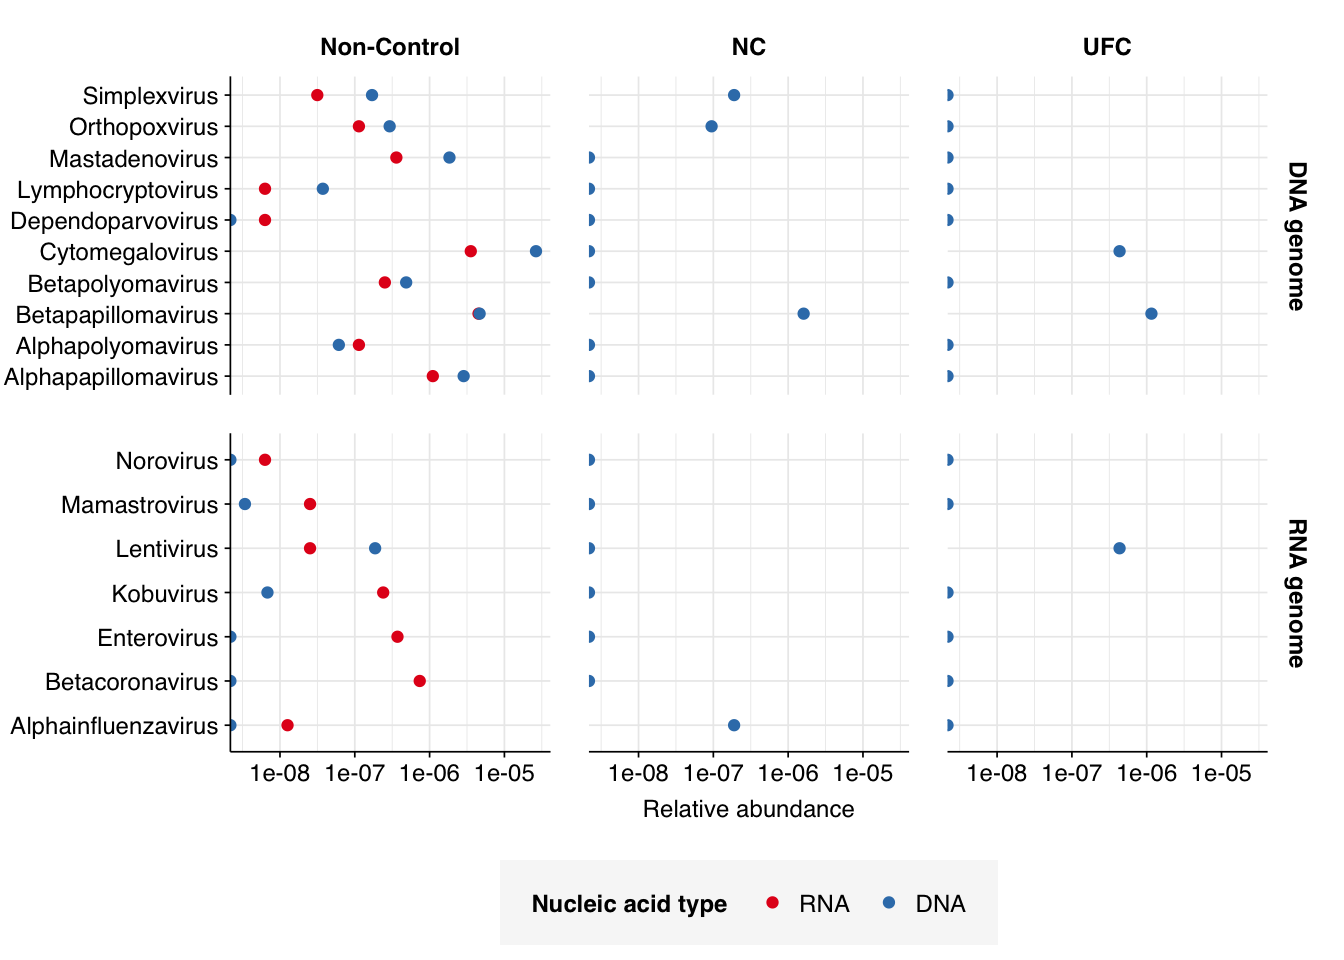 Non-Control NC UFC
Simplexvirus
Orthopoxvirus
Mastadenovirus
Lymphocryptovirus
Dependoparvovirus
Cytomegalovirus
Betapolyomavirus
Betapapillomavirus
Alphapolyomavirus
Alphapapillomavirus
DNA genome
Norovirus
Mamastrovirus
Lentivirus
Kobuvirus
Enterovirus
Betacoronavirus
Alphainfluenzavirus
RNA genome
1e-08 1e-07 1e-06 1e-05 1e-08 1e-07 1e-06 1e-05 1e-08 1e-07 1e-06 1e-05
Relative abundance
Nucleic acid type RNA DNA